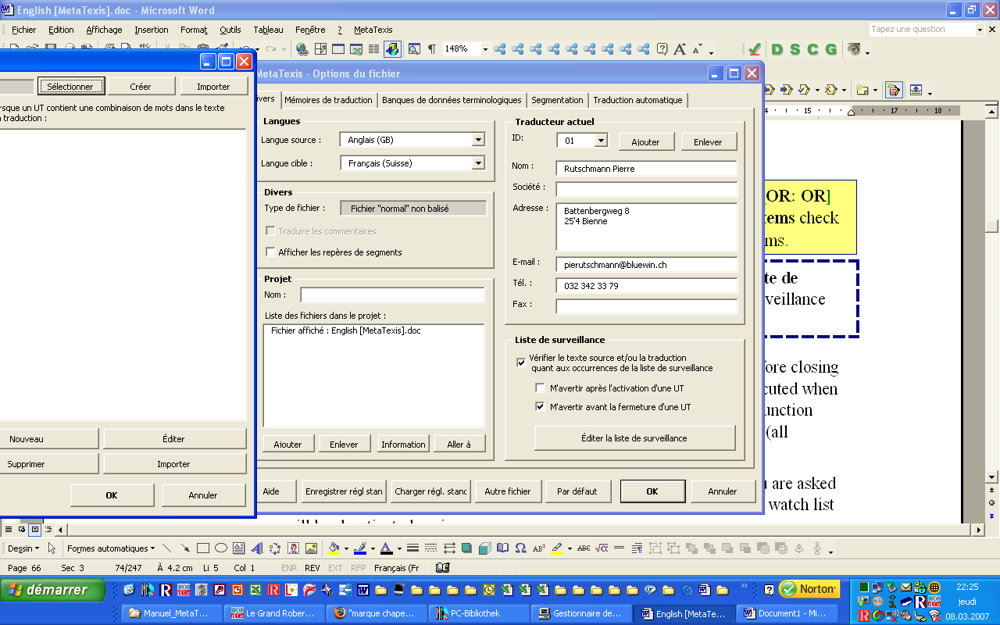 English [MetaTexis].doc - Microsoft Word
Fichier Edition Affichage Insertion Format Outils Tableau Fenêtre ? MetaTexis
Tapez une question
148%
D S C G
Sélectionner Créer Importer
rsque un UT contient une combinaison de mots dans le texte
traduction :
Nouveau Éditer
Supprimer Importer
OK Annuler
MetaTexis - Options du fichier
ivers Mémoires de traduction Banques de données terminologiques Segmentation Traduction automatique
Langues
Langue source : Anglais (GB)
Langue cible : Français (Suisse)
Divers
Type de fichier : Fichier "normal" non balisé
Traduire les commentaires
Afficher les repères de segments
Projet
Nom :
Liste des fichiers dans le projet :
Fichier affiché : English [MetaTexis].doc
Ajouter Enlever Information Aller à
Traducteur actuel
ID: 01 Ajouter Enlever
Nom : Rutschmann Pierre
Société :
Adresse : Battenbergweg 8
25'4 Bienne
E-mail : pierutschmann@bluewin.ch
Tél. : 032 342 33 79
Fax :
Liste de surveillance
Vérifier le texte source et/ou la traduction
quant aux occurrences de la liste de surveillance
M'avertir après l'activation d'une UT
M'avertir avant la fermeture d'une UT
Éditer la liste de surveillance
Aide Enregistrer régl stan Charger régl. stanc Autre fichier Par défaut OK Annuler
4 15 17 18
OR: OR]
tems check
ms.
te de
veillance
ore closing
cuted when
unction
(all
u are asked
watch list
Dessin Formes automatiques
Page 66 Sec 3 74/247 À 4.2 cm Li 5 Col 1 ENR REV EXT RFP Français (Fr
démarrer
Norton
22:25
jeudi
08.03.2007
Manuel_MetaT... Le Grand Rober... "marque chape... PC-Bibliothek Gestionnaire de... English [MetaTe... Document1 - Mi...